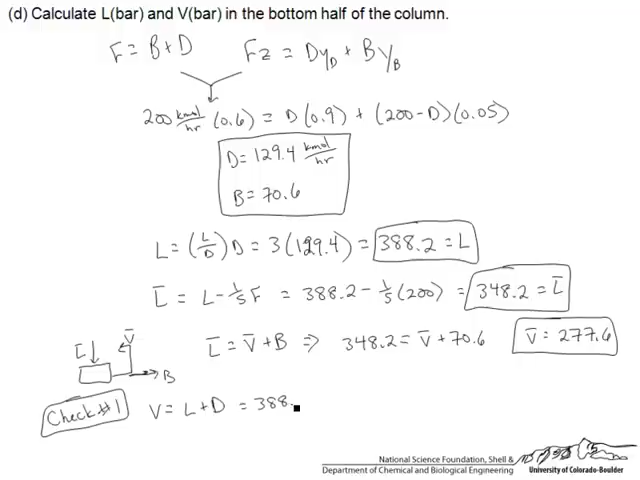 (d) Calculate L(bar) and V(bar) in the bottom half of the column.
F = B + D    Fz = Dy_D + By_B
200 kmol/hr (0.6) = D(0.9) + (200 - D)(0.05)
D = 129.4 kmol/hr
B = 70.6
L = (L/D) D = 3(129.4) = 388.2 = L
L̅ = L - 1/5 F = 388.2 - 1/5 (200) = 348.2 = L̅
L̅ = V̅ + B ⇒ 348.2 = V̅ + 70.6    V̅ = 277.6
L̅ ↓ V̅ → B
Check #1    V = L + D = 388.
National Science Foundation, Shell &
Department of Chemical and Biological Engineering
University of Colorado-Boulder